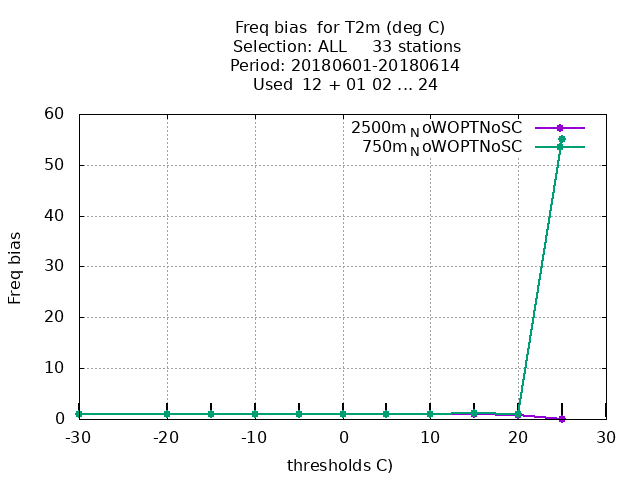 Freq bias  for T2m (deg C)
Selection: ALL     33 stations
Period: 20180601-20180614
Used  12 + 01 02 ... 24
2500m_NoWOPTNoSC
750m_NoWOPTNoSC
60
50
40
30
20
10
0
Freq bias
-30 -20 -10 0 10 20 30
thresholds C)